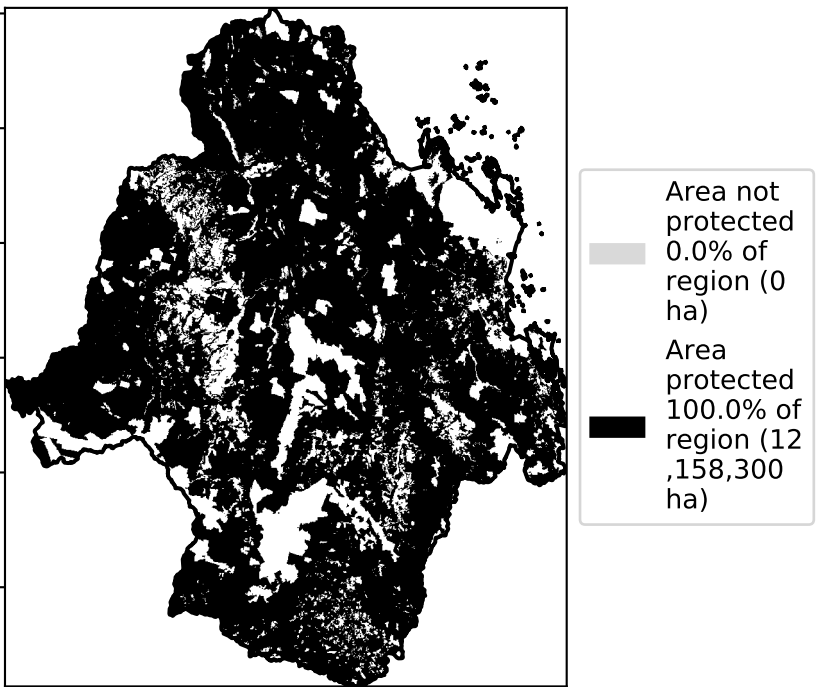 Area not
protected
0.0% of
region (0
ha)
Area
protected
100.0% of
region (12
,158,300
ha)